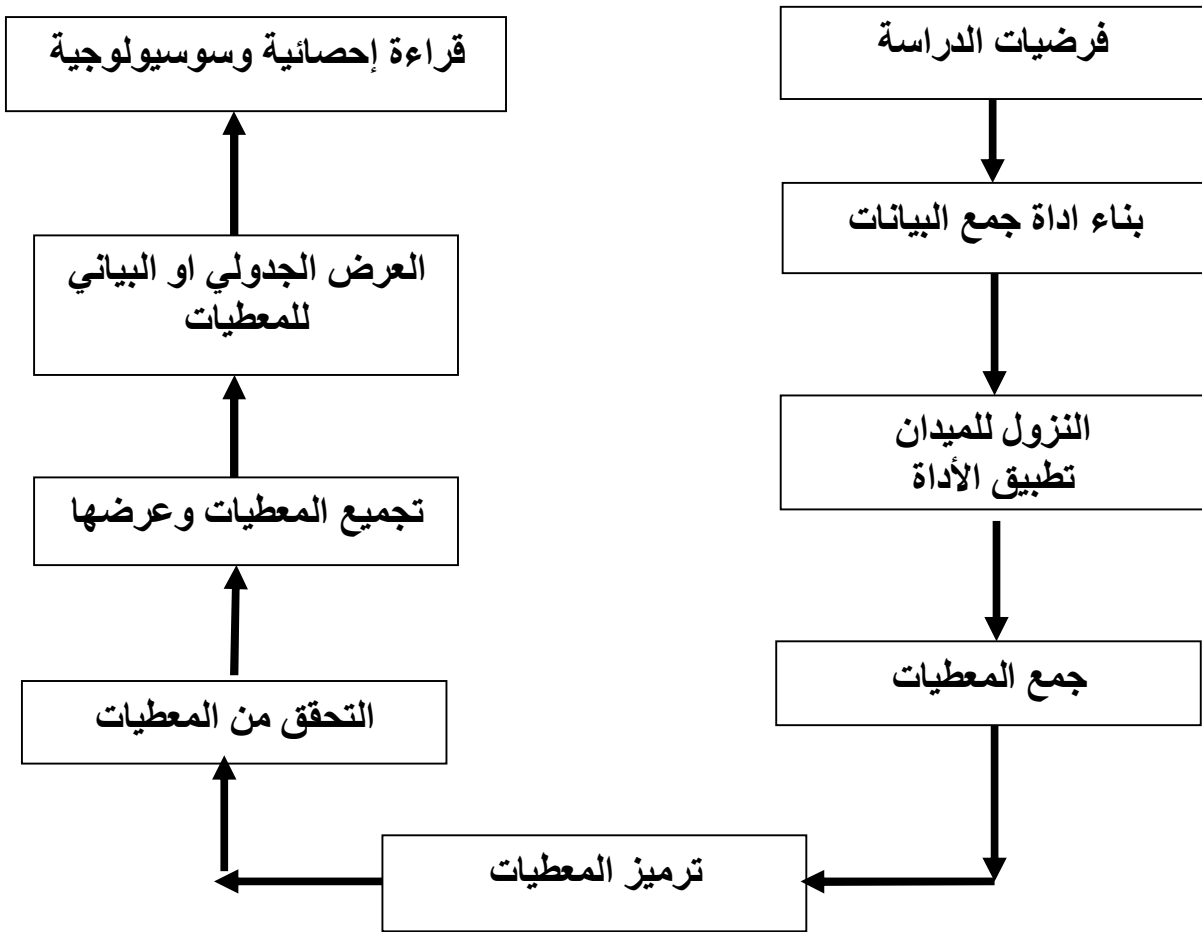 فرضيات الدراسة
بناء اداة جمع البيانات
النزول للميدان
تطبيق الأداة
جمع المعطيات
ترميز المعطيات
التحقق من المعطيات
تجميع المعطيات وعرضها
العرض الجدولي او البياني
للمعطيات
قراءة إحصائية وسوسيولوجية